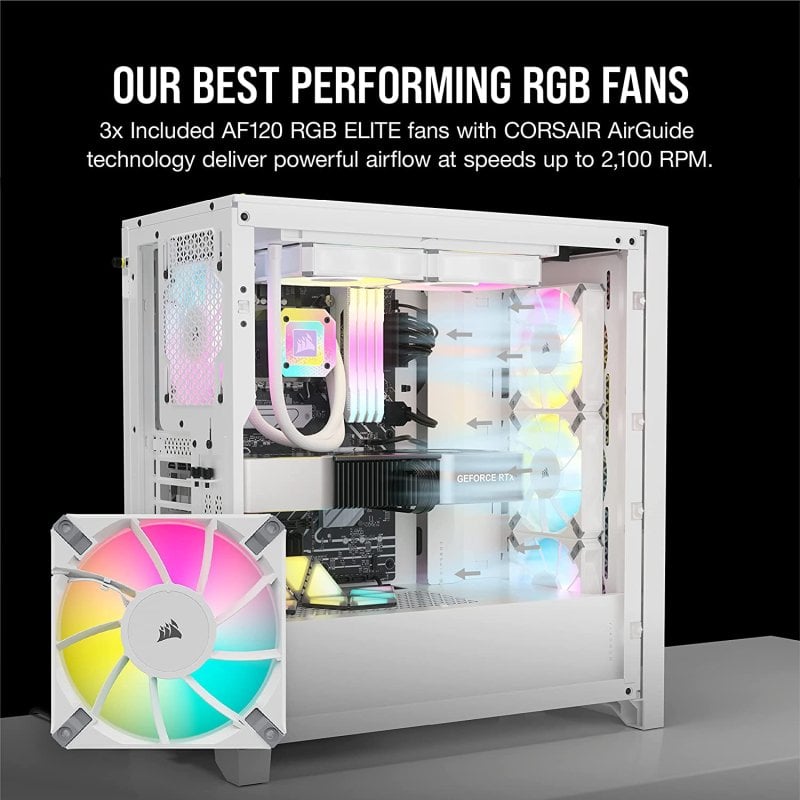 OUR BEST PERFORMING RGB FANS
3x Included AF120 RGB ELITE fans with CORSAIR AirGuide
technology deliver powerful airflow at speeds up to 2,100 RPM.
GEFORCE RTX